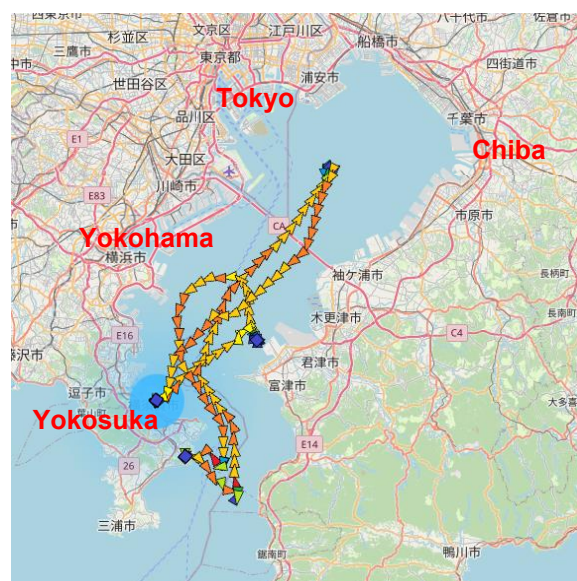 四東京市
文京区
江戸川区
船橋市
八千代市
佐倉市
杉並区
三鷹市
東京都
浦安市
四街道市
世田谷区
Tokyo
品川区
千葉市
E1
大田区
Chiba
川崎市
E83
市原市
Yokohama
CA
横浜市
袖ケ浦市
長柄町
木更津市
長南町
E16
C4
君津市
藤沢市
富津市
逗子市
大多喜
葉山町
Yokosuka
E14
26
三浦市
鋸南町
鴨川市